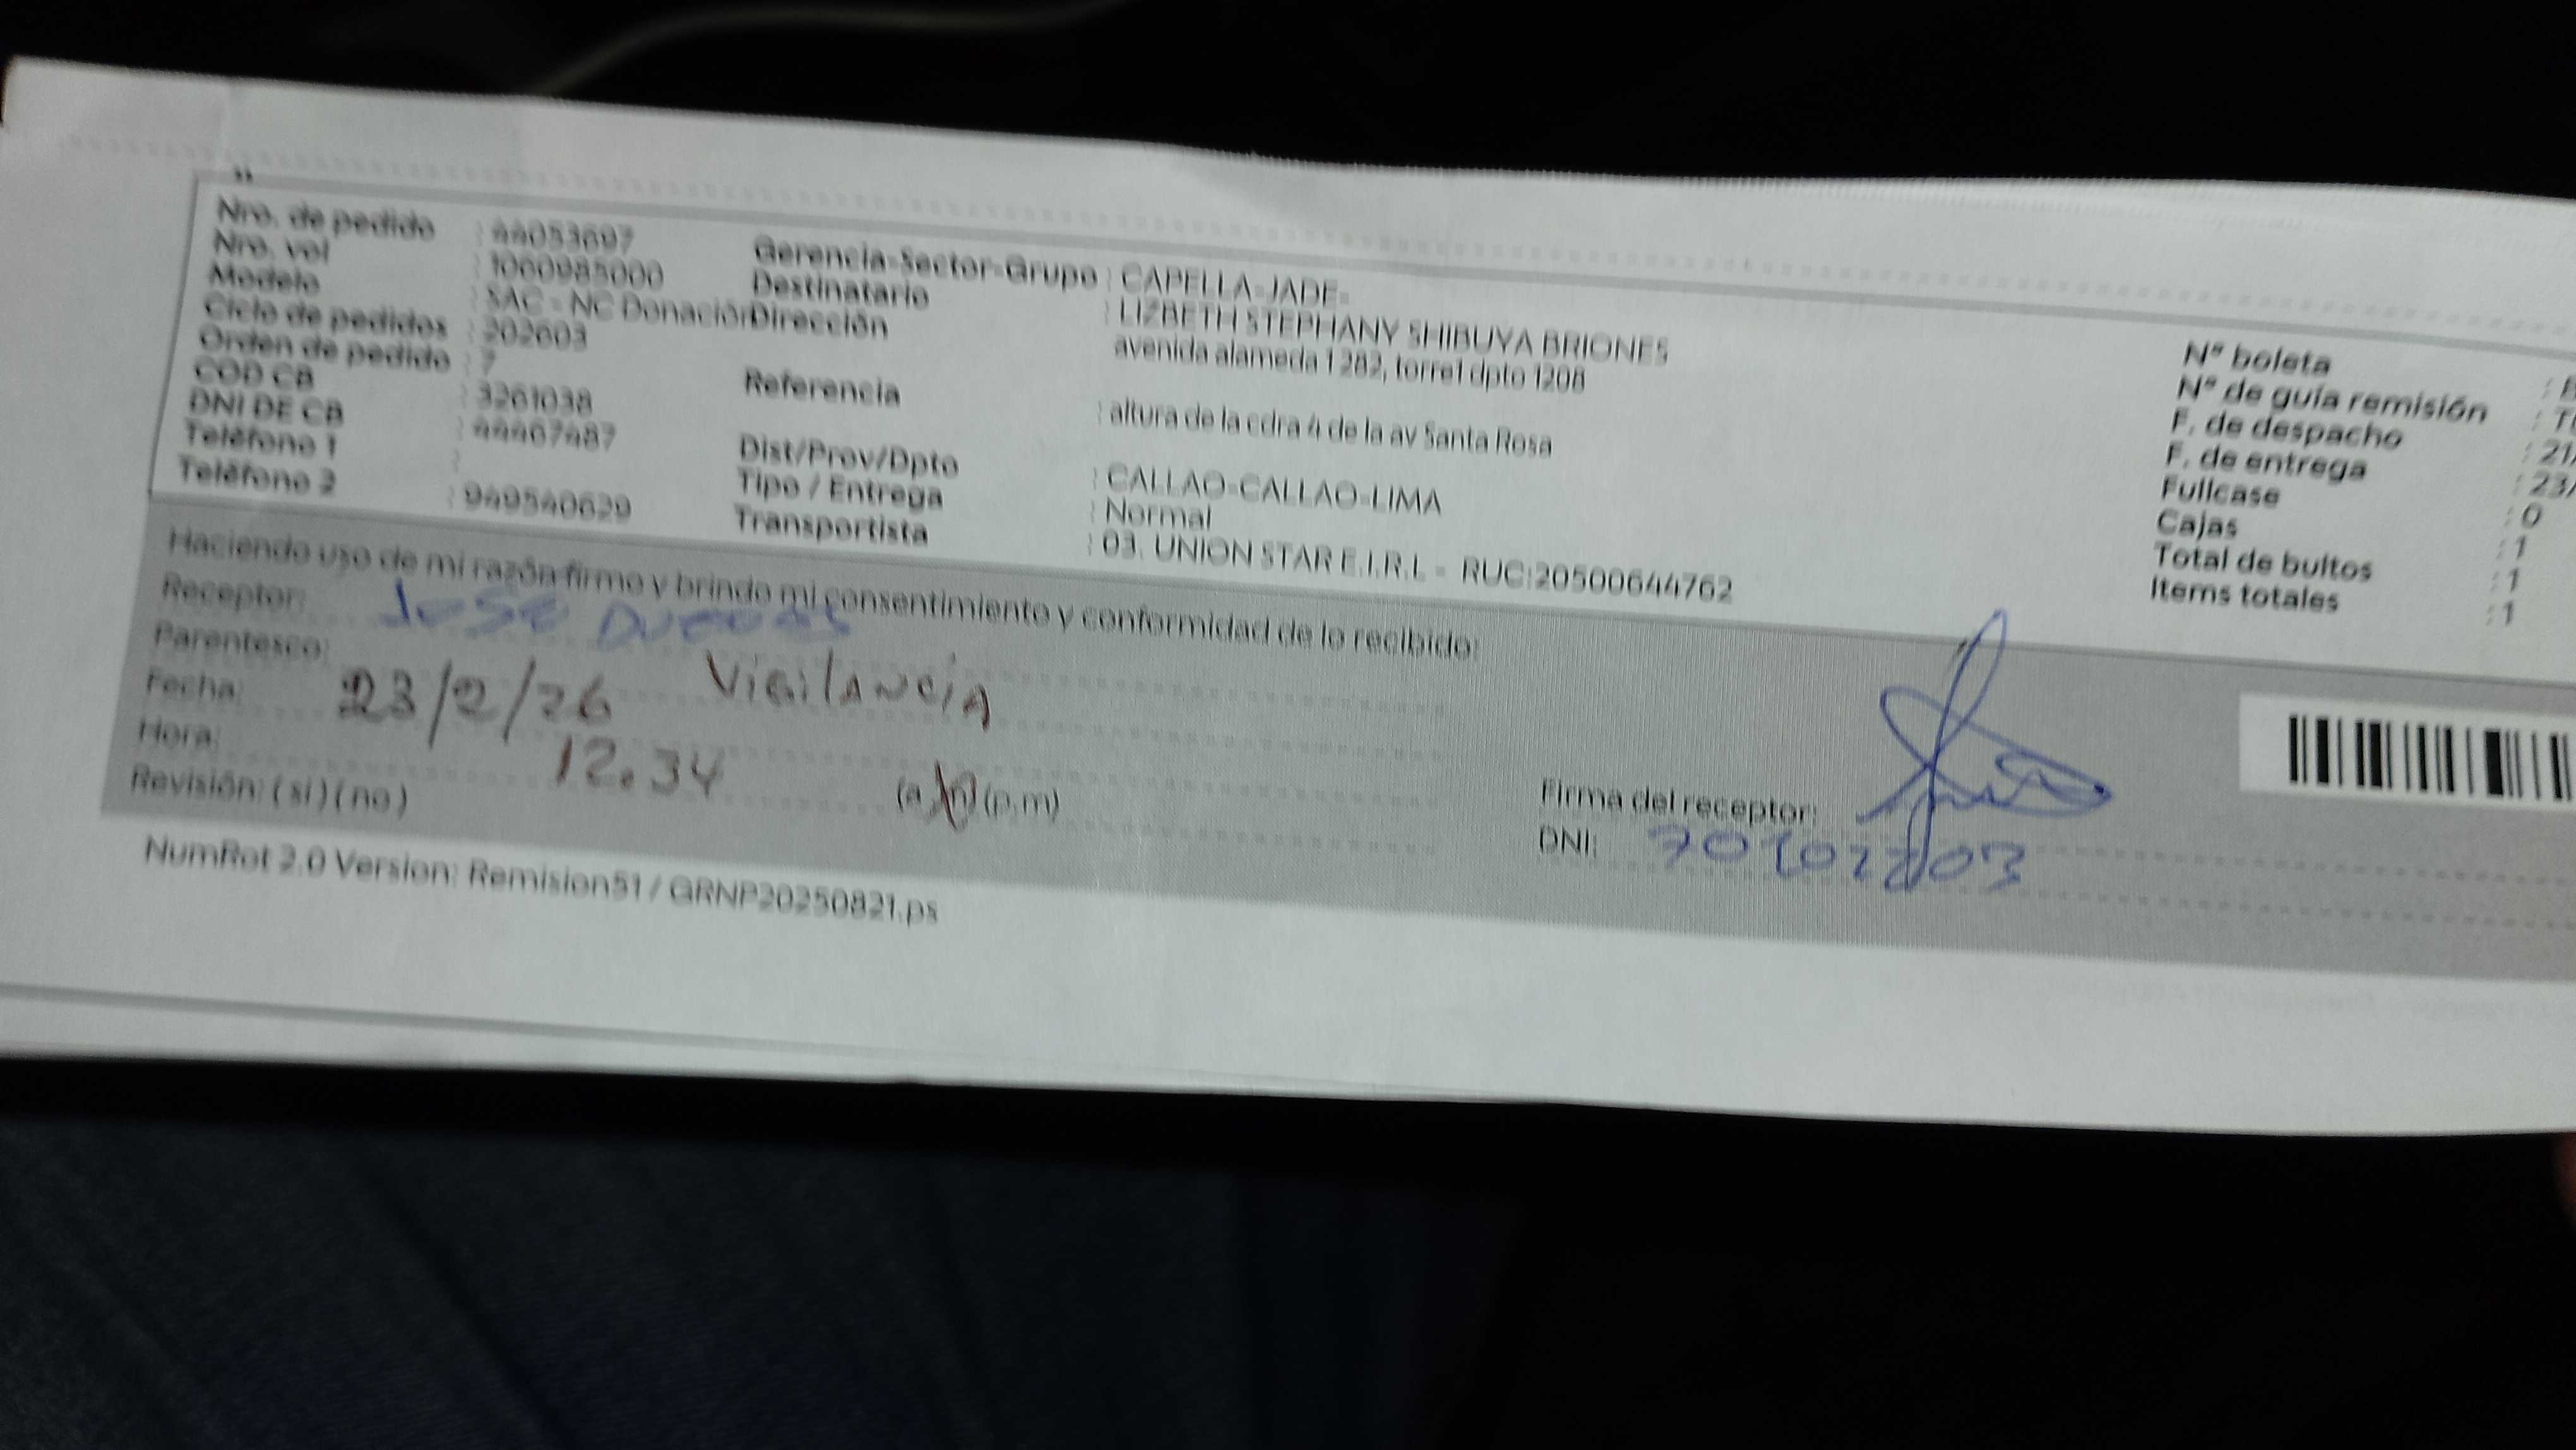 Nro. de pedido : 44053697
Nro. vol : 1060985000
Modelo : SAC - NC Donación
Ciclo de pedidos : 202603
Orden de pedido : 7
COD CB : 3261038
DNI DE CB : 44467487
Teléfono 1 :
Teléfono 2 : 949540629
Gerencia-Sector-Grupo : CAPELLA-JADE-
Destinatario : LIZBETH STEPHANY SHIBUYA BRIONES
Dirección avenida alameda 1 282, torre1 dpto 1208
Referencia : altura de la cdra 4 de la av Santa Rosa
Dist/Prov/Dpto : CALLAO-CALLAO-LIMA
Tipo / Entrega : Normal
Transportista : 03. UNION STAR E.I.R.L - RUC:20500644762
N° boleta :
N° de guía remisión :
F. de despacho : 21/
F. de entrega : 23/
Fullcase : 0
Cajas : 1
Total de bultos : 1
Items totales : 1
Haciendo uso de mi razón firmo y brindo mi consentimiento y conformidad de lo recibido:
Receptor: JOSE
Parentesco: Vigilancia
Fecha: 23/2/26
Hora: 12.34 (a.m) (p.m)
Revisión: ( si ) ( no )
Firma del receptor:
DNI:
NumRot 2.0 Version: Remision51 / GRNP20250821.ps